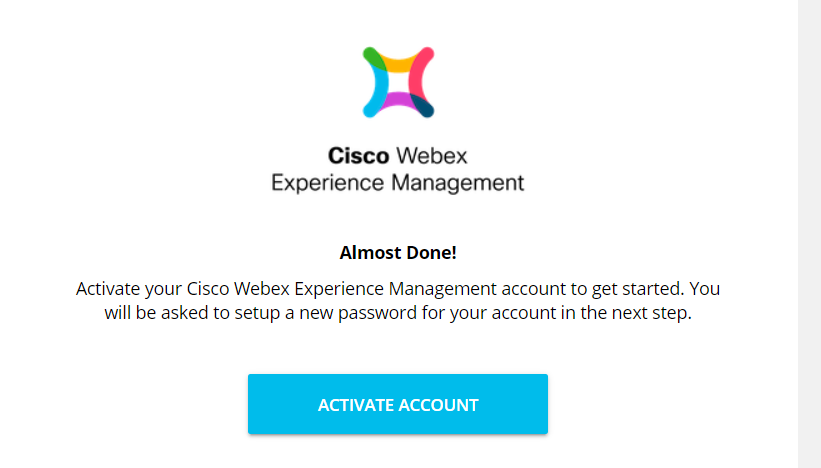 Cisco Webex
Experience Management
Almost Done!
Activate your Cisco Webex Experience Management account to get started. You
will be asked to setup a new password for your account in the next step.
ACTIVATE ACCOUNT